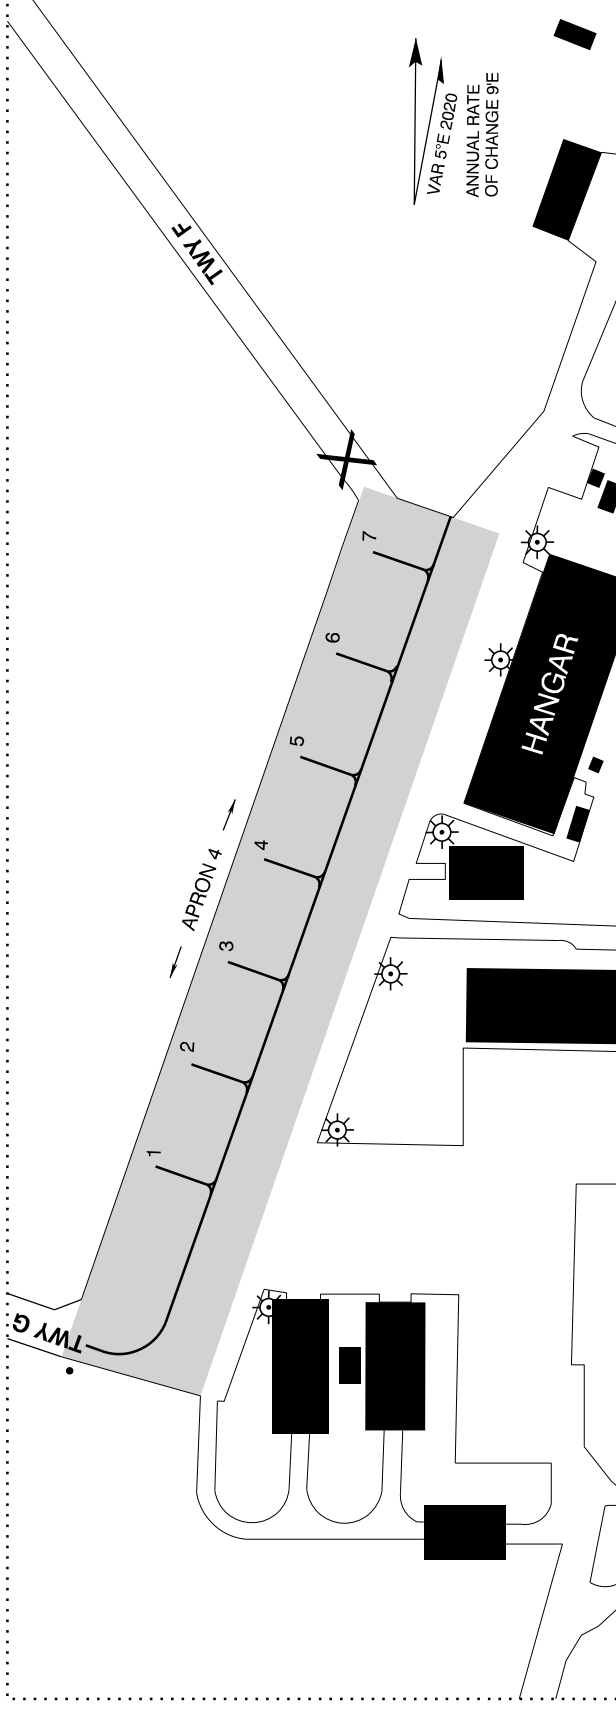 TWY F
VAR 5°E 2020
ANNUAL RATE
OF CHANGE 9'E
7
6
5
4
3
2
1
APRON 4
HANGAR
TWY G